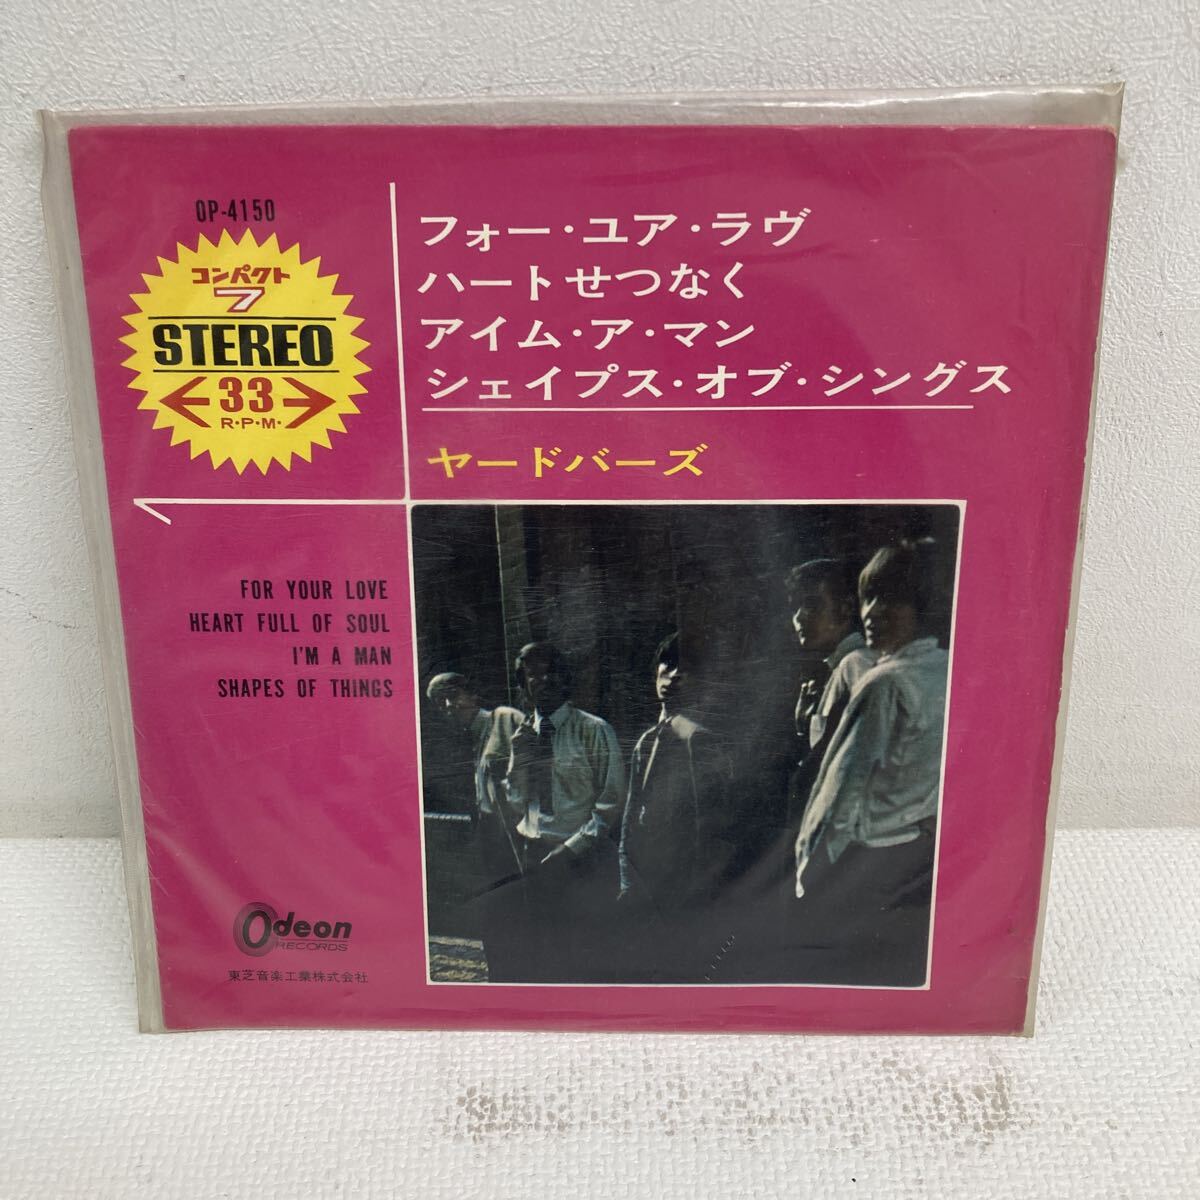 OP-4150
コンパクト
7
STEREO
33
R・P・M・
フォー・ユア・ラヴ
ハートせつなく
アイム・ア・マン
シェイプス・オブ・シングス
ヤードバーズ
FOR YOUR LOVE
HEART FULL OF SOUL
I'M A MAN
SHAPES OF THINGS
Odeon
RECORDS
東芝音楽工業株式会社